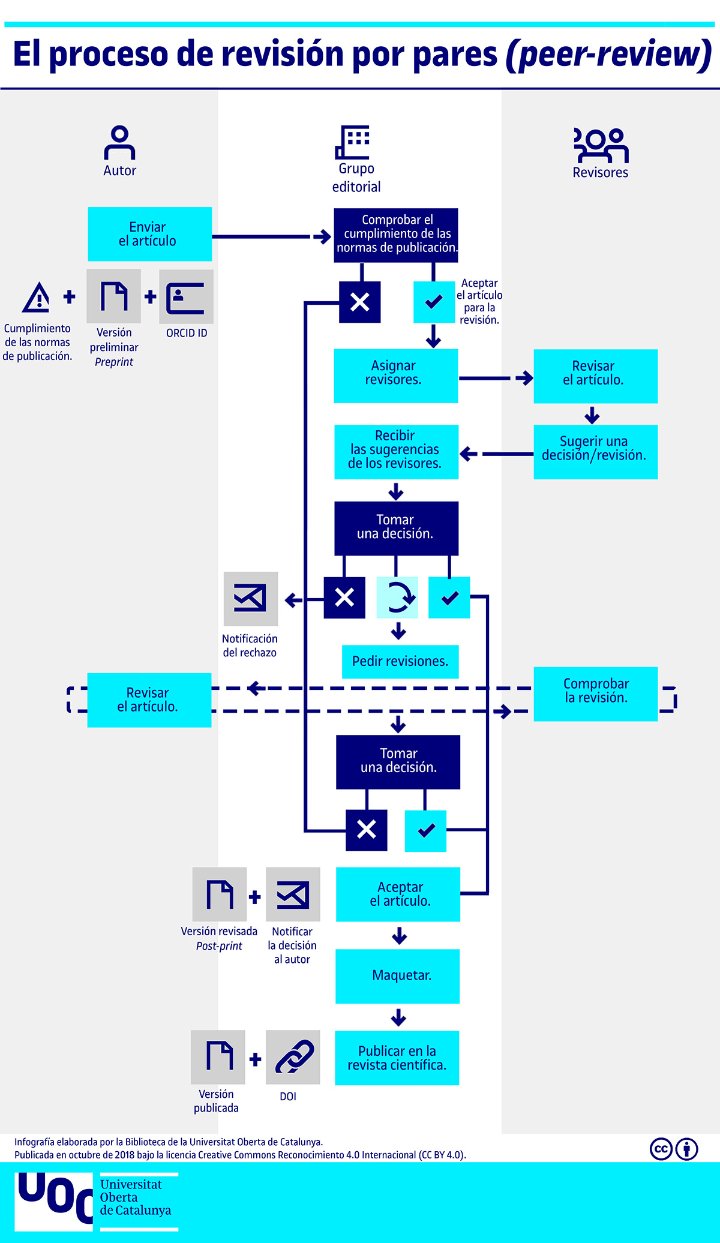 El proceso de revisión por pares (peer-review)
Autor
Grupo
editorial
Revisores
Enviar
el artículo
Comprobar el
cumplimiento de las
normas de publicación.
Cumplimiento
de las normas
de publicación.
Versión
preliminar
Preprint
ORCID ID
Aceptar
el artículo
para la
revisión.
Asignar
revisores.
Revisar
el artículo.
Recibir
las sugerencias
de los revisores.
Sugerir una
decisión/revisión.
Tomar
una decisión.
Notificación
del rechazo
Pedir revisiones.
Revisar
el artículo.
Comprobar
la revisión.
Tomar
una decisión.
Versión revisada
Post-print
Notificar
la decisión
al autor
Aceptar
el artículo.
Maquetar.
Publicar en la
revista científica.
Versión
publicada
DOI
Infografía elaborada por la Biblioteca de la Universitat Oberta de Catalunya.
Publicada en octubre de 2018 bajo la licencia Creative Commons Reconocimiento 4.0 Internacional (CC BY 4.0).
cc
UOC
Universitat
Oberta
de Catalunya